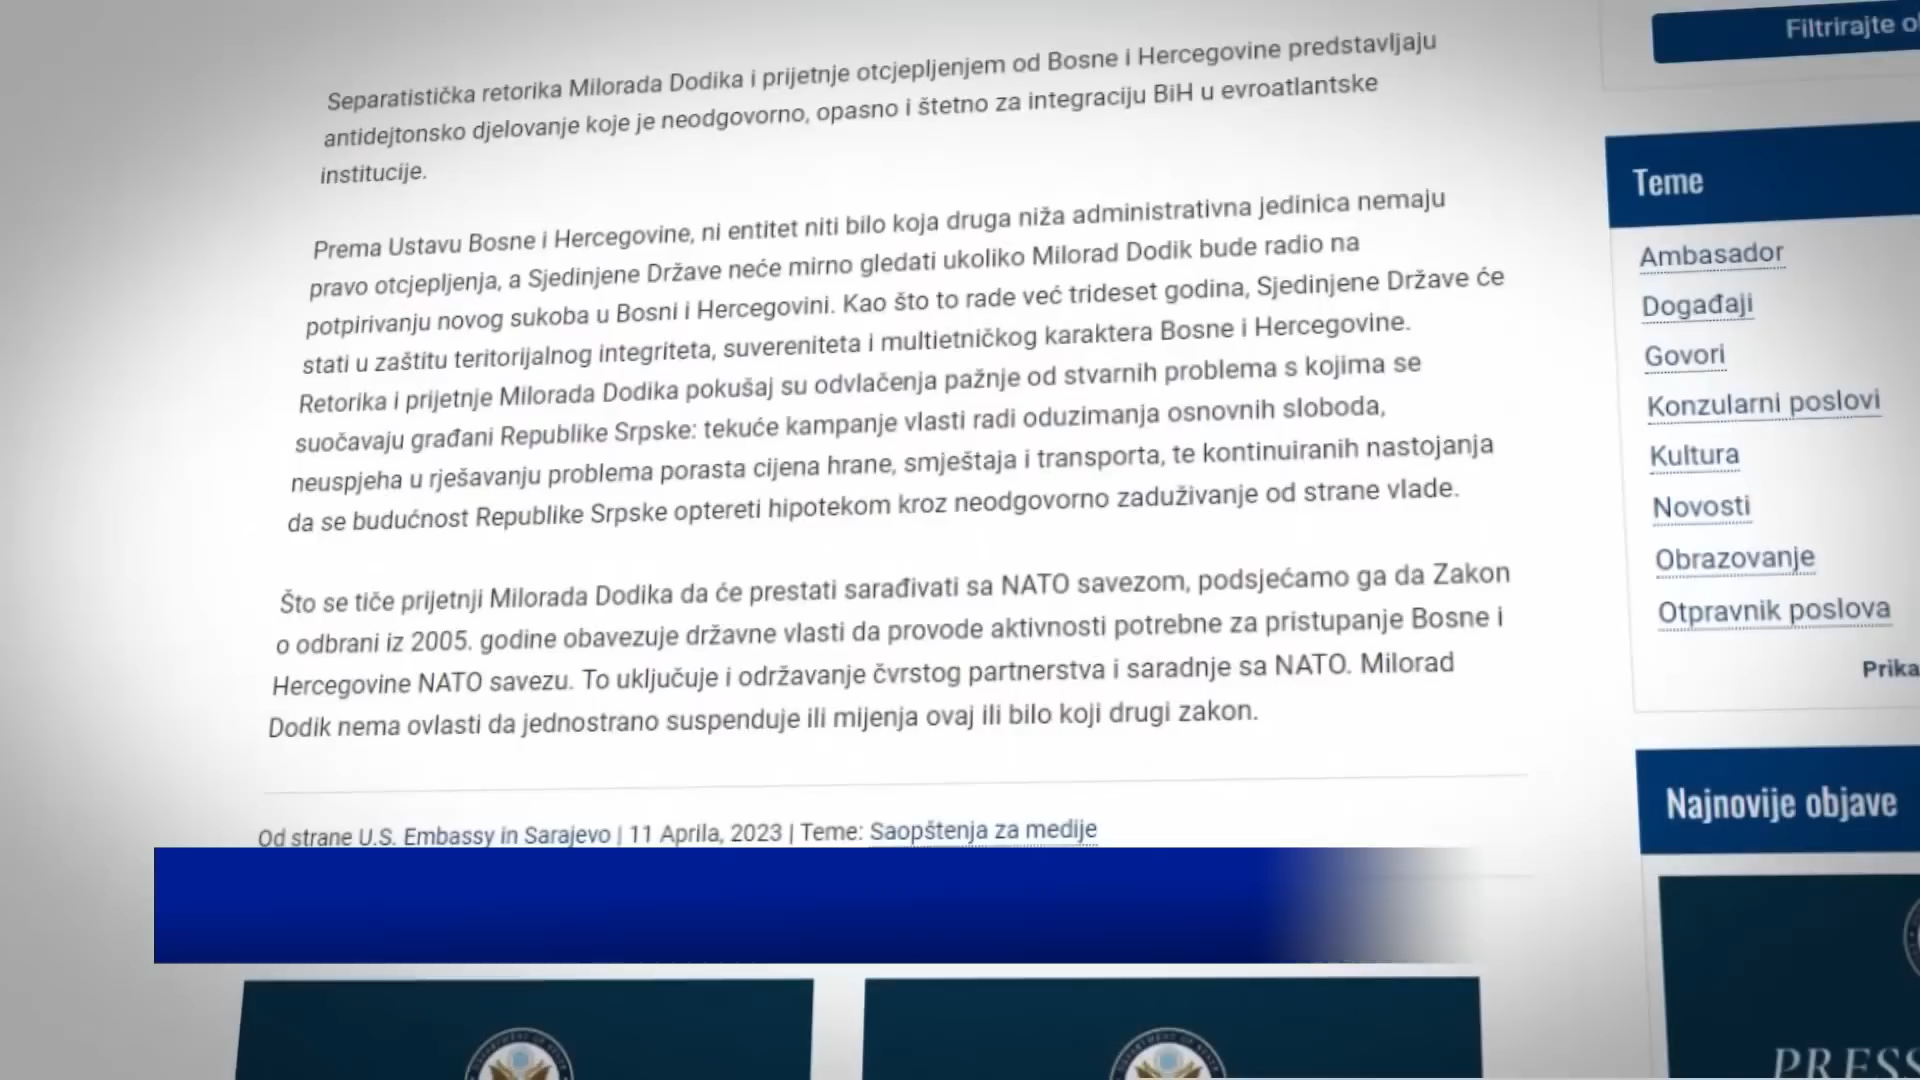 Separatistička retorika Milorada Dodika i prijetnje otcjepljenjem od Bosne i Hercegovine predstavljaju
antidejtonsko djelovanje koje je neodgovorno, opasno i štetno za integraciju BiH u evroatlantske
institucije.
Prema Ustavu Bosne i Hercegovine, ni entitet niti bilo koja druga niža administrativna jedinica nemaju
pravo otcjepljenja, a Sjedinjene Države neće mirno gledati ukoliko Milorad Dodik bude radio na
potpirivanju novog sukoba u Bosni i Hercegovini. Kao što to rade već trideset godina, Sjedinjene Države će
stati u zaštitu teritorijalnog integriteta, suvereniteta i multietničkog karaktera Bosne i Hercegovine.
Retorika i prijetnje Milorada Dodika pokušaj su odvlačenja pažnje od stvarnih problema s kojima se
suočavaju građani Republike Srpske: tekuće kampanje vlasti radi oduzimanja osnovnih sloboda,
neuspjeha u rješavanju problema porasta cijena hrane, smještaja i transporta, te kontinuiranih nastojanja
da se budućnost Republike Srpske optereti hipotekom kroz neodgovorno zaduživanje od strane vlade.
Što se tiče prijetnji Milorada Dodika da će prestati sarađivati sa NATO savezom, podsjećamo ga da Zakon
o odbrani iz 2005. godine obavezuje državne vlasti da provode aktivnosti potrebne za pristupanje Bosne i
Hercegovine NATO savezu. To uključuje i održavanje čvrstog partnerstva i saradnje sa NATO. Milorad
Dodik nema ovlasti da jednostrano suspenduje ili mijenja ovaj ili bilo koji drugi zakon.
Od strane U.S. Embassy in Sarajevo | 11 Aprila, 2023 | Teme: Saopštenja za medije
Filtrirajte
Teme
Ambasador
Događaji
Govori
Konzularni poslovi
Kultura
Novosti
Obrazovanje
Otpravnik poslova
Prika
Najnovije objave
PRESS